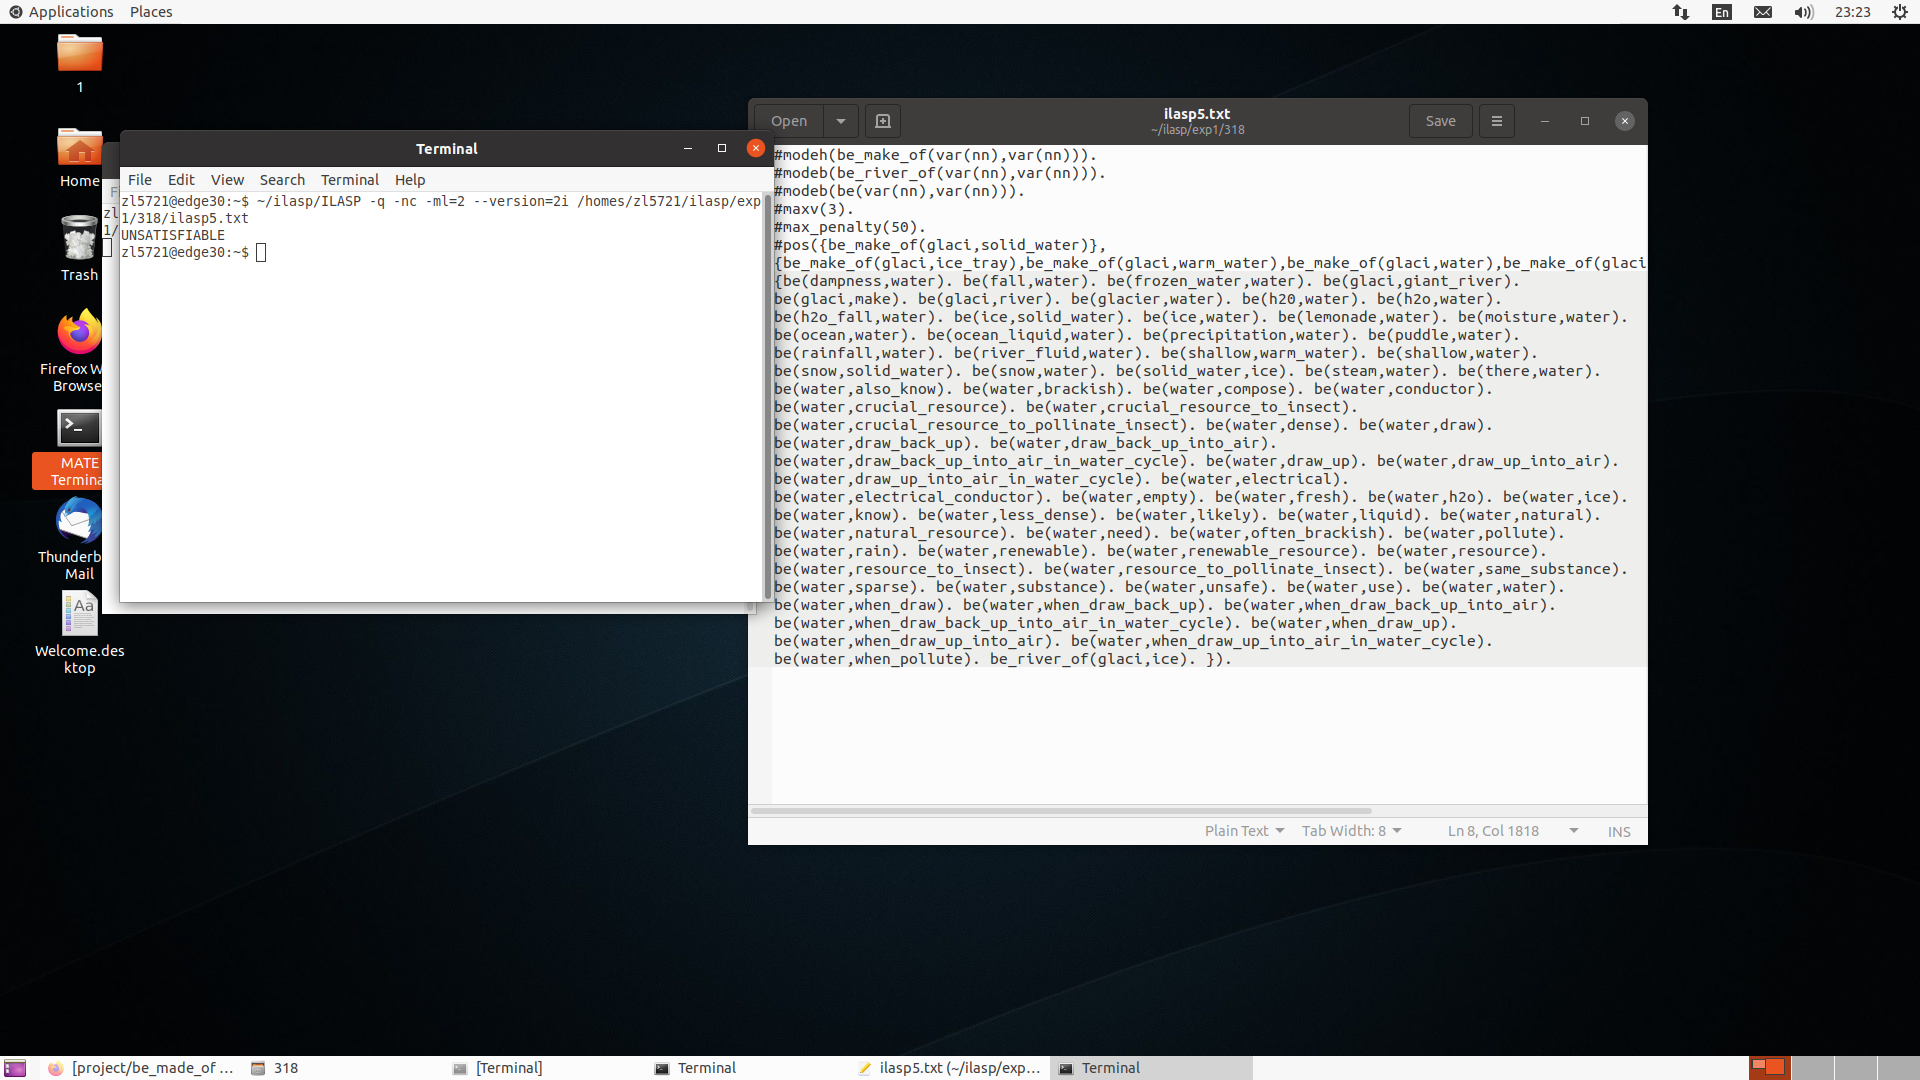 Applications Places
En 23:23
1
Home
Trash
Firefox W
Browse
MATE
Termina
Thunderb
Mail
Welcome.des
ktop
Terminal
File Edit View Search Terminal Help
zl5721@edge30:~$ ~/ilasp/ILASP -q -nc -ml=2 --version=2i /homes/zl5721/ilasp/exp
1/318/ilasp5.txt
UNSATISFIABLE
zl5721@edge30:~$
F
zl
1/
Open
ilasp5.txt
~/ilasp/exp1/318
Save
#modeh(be_make_of(var(nn),var(nn))).
#modeb(be_river_of(var(nn),var(nn))).
#modeb(be(var(nn),var(nn))).
#maxv(3).
#max_penalty(50).
#pos({be_make_of(glaci,solid_water)},
{be_make_of(glaci,ice_tray),be_make_of(glaci,warm_water),be_make_of(glaci,water),be_make_of(glaci
{be(dampness,water). be(fall,water). be(frozen_water,water). be(glaci,giant_river).
be(glaci,make). be(glaci,river). be(glacier,water). be(h20,water). be(h2o,water).
be(h2o_fall,water). be(ice,solid_water). be(ice,water). be(lemonade,water). be(moisture,water).
be(ocean,water). be(ocean_liquid,water). be(precipitation,water). be(puddle,water).
be(rainfall,water). be(river_fluid,water). be(shallow,warm_water). be(shallow,water).
be(snow,solid_water). be(snow,water). be(solid_water,ice). be(steam,water). be(there,water).
be(water,also_know). be(water,brackish). be(water,compose). be(water,conductor).
be(water,crucial_resource). be(water,crucial_resource_to_insect).
be(water,crucial_resource_to_pollinate_insect). be(water,dense). be(water,draw).
be(water,draw_back_up). be(water,draw_back_up_into_air).
be(water,draw_back_up_into_air_in_water_cycle). be(water,draw_up). be(water,draw_up_into_air).
be(water,draw_up_into_air_in_water_cycle). be(water,electrical).
be(water,electrical_conductor). be(water,empty). be(water,fresh). be(water,h2o). be(water,ice).
be(water,know). be(water,less_dense). be(water,likely). be(water,liquid). be(water,natural).
be(water,natural_resource). be(water,need). be(water,often_brackish). be(water,pollute).
be(water,rain). be(water,renewable). be(water,renewable_resource). be(water,resource).
be(water,resource_to_insect). be(water,resource_to_pollinate_insect). be(water,same_substance).
be(water,sparse). be(water,substance). be(water,unsafe). be(water,use). be(water,water).
be(water,when_draw). be(water,when_draw_back_up). be(water,when_draw_back_up_into_air).
be(water,when_draw_back_up_into_air_in_water_cycle). be(water,when_draw_up).
be(water,when_draw_up_into_air). be(water,when_draw_up_into_air_in_water_cycle).
be(water,when_pollute). be_river_of(glaci,ice). }).
Plain Text Tab Width: 8 Ln 8, Col 1818 INS
[project/be_made_of ... 318 [Terminal] Terminal ilasp5.txt (~/ilasp/exp... Terminal